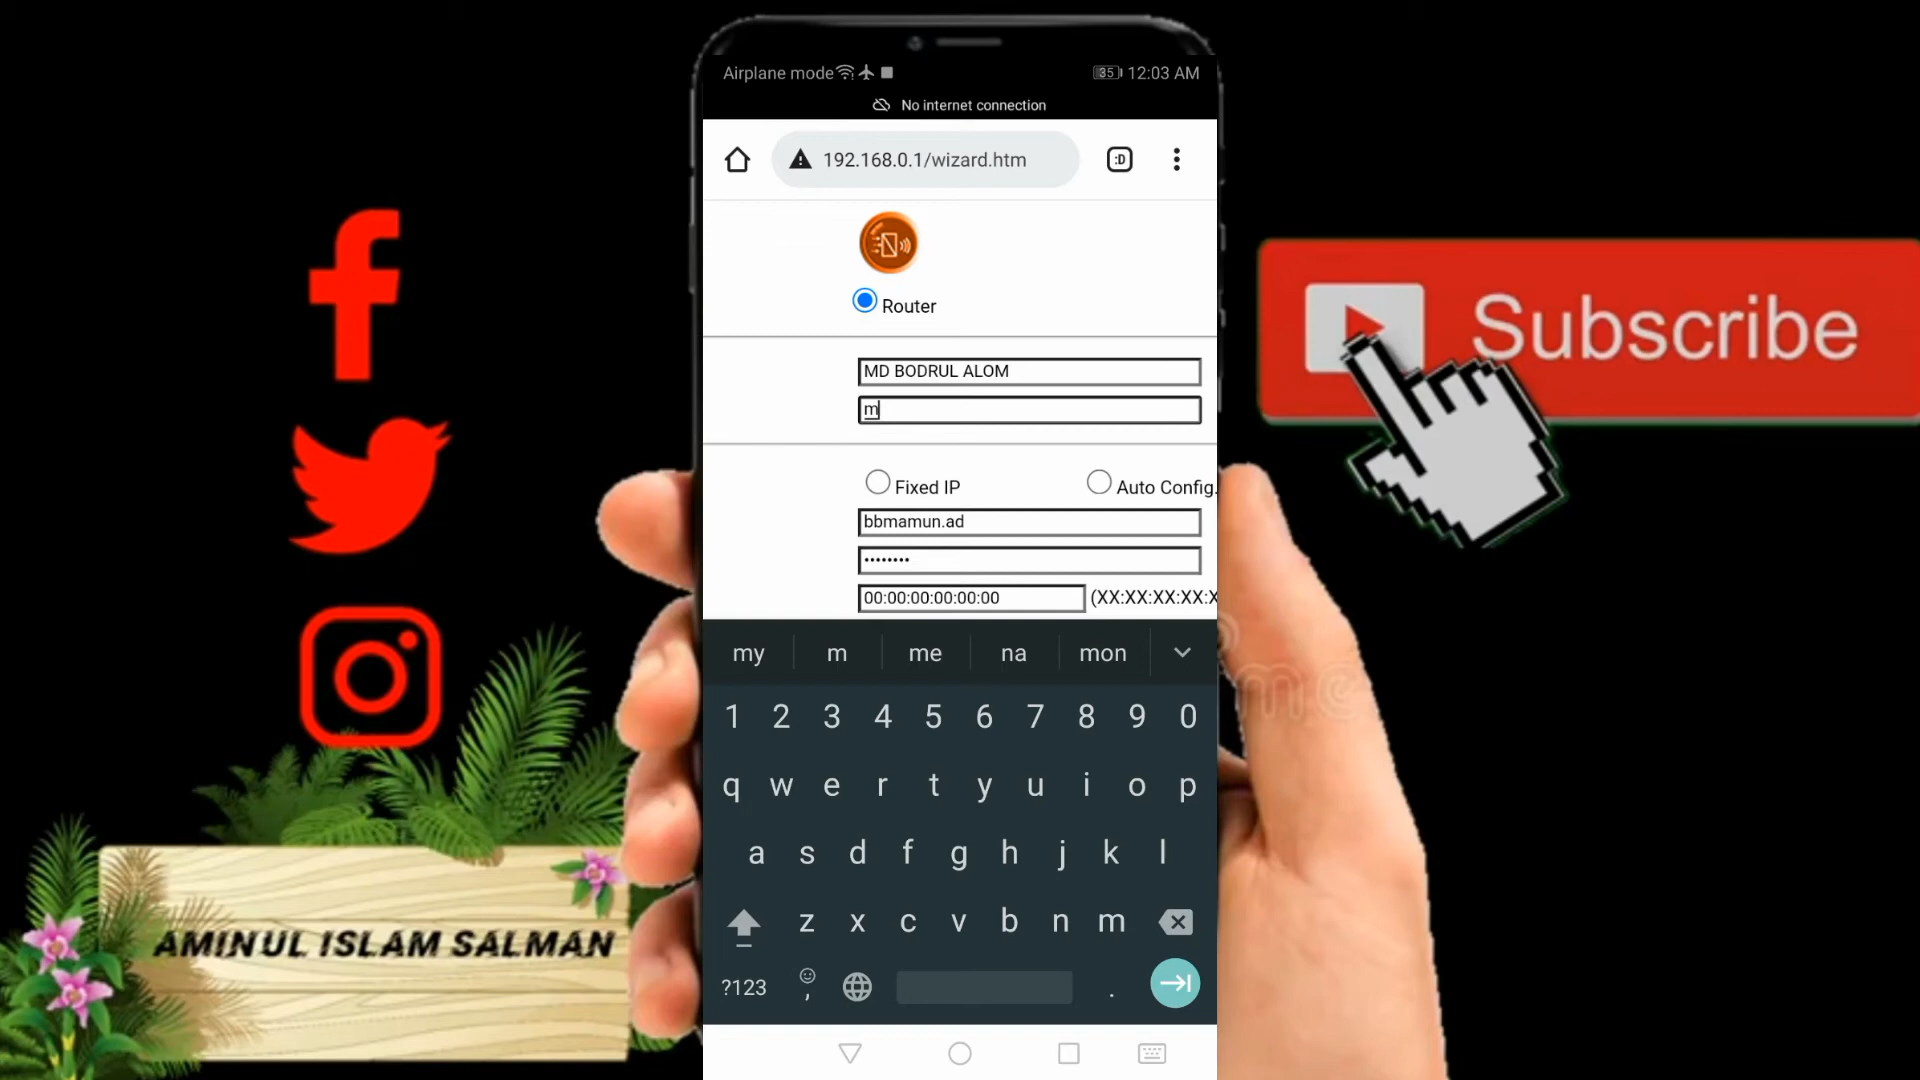 Airplane mode 35 12:03 AM
No internet connection
192.168.0.1/wizard.htm :D
Router
MD BODRUL ALOM
m
Fixed IP Auto Config.
bbmamun.ad
••••••••
00:00:00:00:00:00 (XX:XX:XX:XX:X
my m me na mon
1 2 3 4 5 6 7 8 9 0
q w e r t y u i o p
a s d f g h j k l
z x c v b n m
?123 , .
Subscribe
AMINUL ISLAM SALMAN